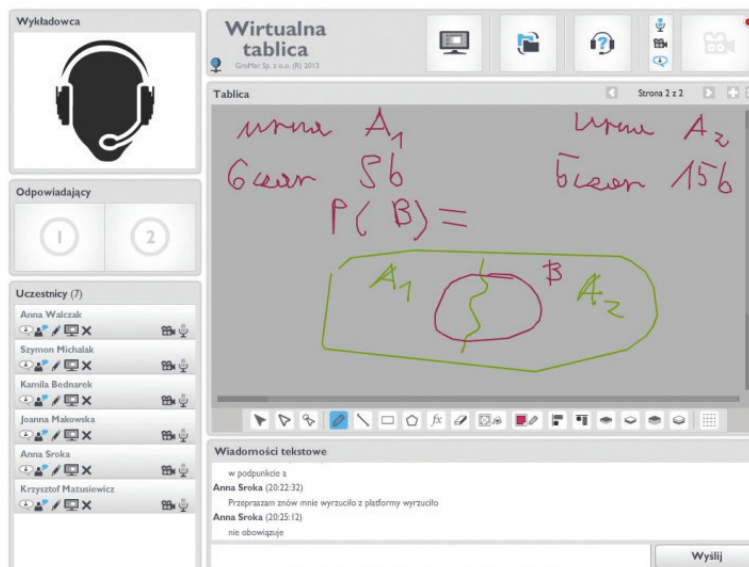 Wykładowca
Wirtualna
tablica
GroMar Sp. z o.o. (R) 2013
Tablica
Strona 2 z 2
urna A1
urna A2
6czar 9b
5czar 15b
P(B)=
A1
B
A2
Odpowiadający
1
2
Uczestnicy (7)
Anna Walczak
Szymon Michalak
Kamila Bednarek
Joanna Makowska
Anna Sroka
Krzysztof Matusiewicz
fx
Wiadomości tekstowe
w podpunkcie a
Anna Sroka (20:22:32)
Przepraszam znów mnie wyrzuciło z platformy wyrzuciło
Anna Sroka (20:25:12)
nie obowiązuje
Wyślij